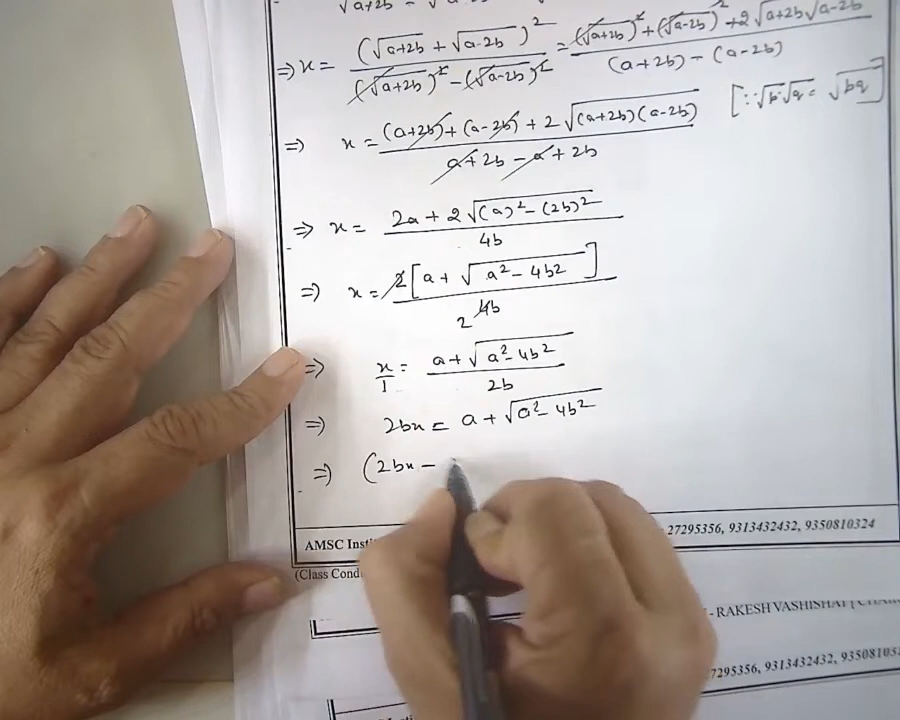 √a+2b - √a
⇒ x = (√a+2b + √a-2b)² / (√a+2b)² - (√a-2b)² = (√a+2b)² + (√a-2b)² + 2√a+2b √a-2b / (a+2b) - (a-2b)
⇒ x = (a+2b) + (a-2b) + 2√(a+2b)(a-2b) / a+2b - a + 2b [∵ √p·√q = √pq]
⇒ x = 2a + 2√(a)² - (2b)² / 4b
⇒ x = 2[a + √a² - 4b2] / 4b 2
⇒ x/1 = a + √a² - 4b² / 2b
⇒ 2bx = a + √a² - 4b²
⇒ (2bx -
27295356, 9313432432, 9350810324
AMSC Insti
(Class Cond
- RAKESH VASHISHAT
7295356, 9313432432, 93508103